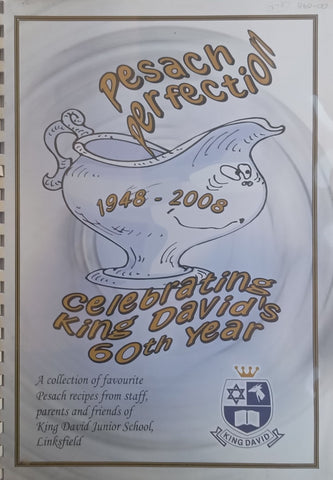 Pesach
Perfection
1948 - 2008
Celebrating
King David's
60th Year
A collection of favourite
Pesach recipes from staff,
parents and friends of
King David Junior School,
Linksfield
KING DAVID